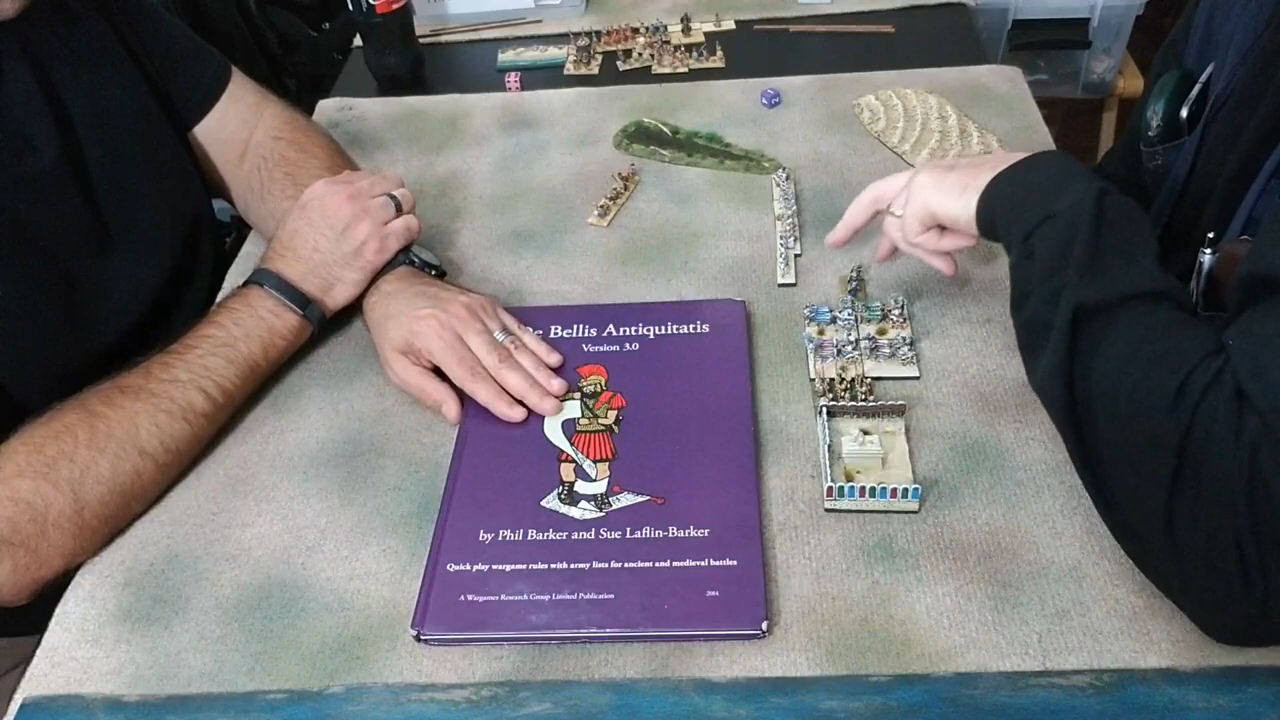 De Bellis Antiquitatis
Version 3.0
by Phil Barker and Sue Laflin-Barker
Quick play wargame rules with army lists for ancient and medieval battles
A Wargames Research Group Limited Publication
2014